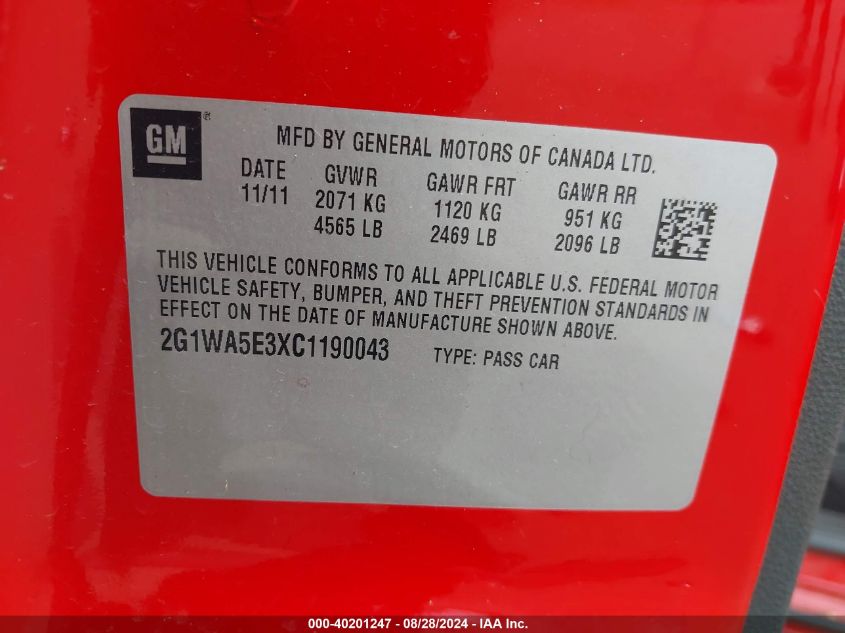 GM ®
MFD BY GENERAL MOTORS OF CANADA LTD.
DATE GVWR GAWR FRT GAWR RR
11/11 2071 KG 1120 KG 951 KG
4565 LB 2469 LB 2096 LB
THIS VEHICLE CONFORMS TO ALL APPLICABLE U.S. FEDERAL MOTOR
VEHICLE SAFETY, BUMPER, AND THEFT PREVENTION STANDARDS IN
EFFECT ON THE DATE OF MANUFACTURE SHOWN ABOVE.
2G1WA5E3XC1190043 TYPE: PASS CAR
000-40201247 - 08/28/2024 - IAA Inc.